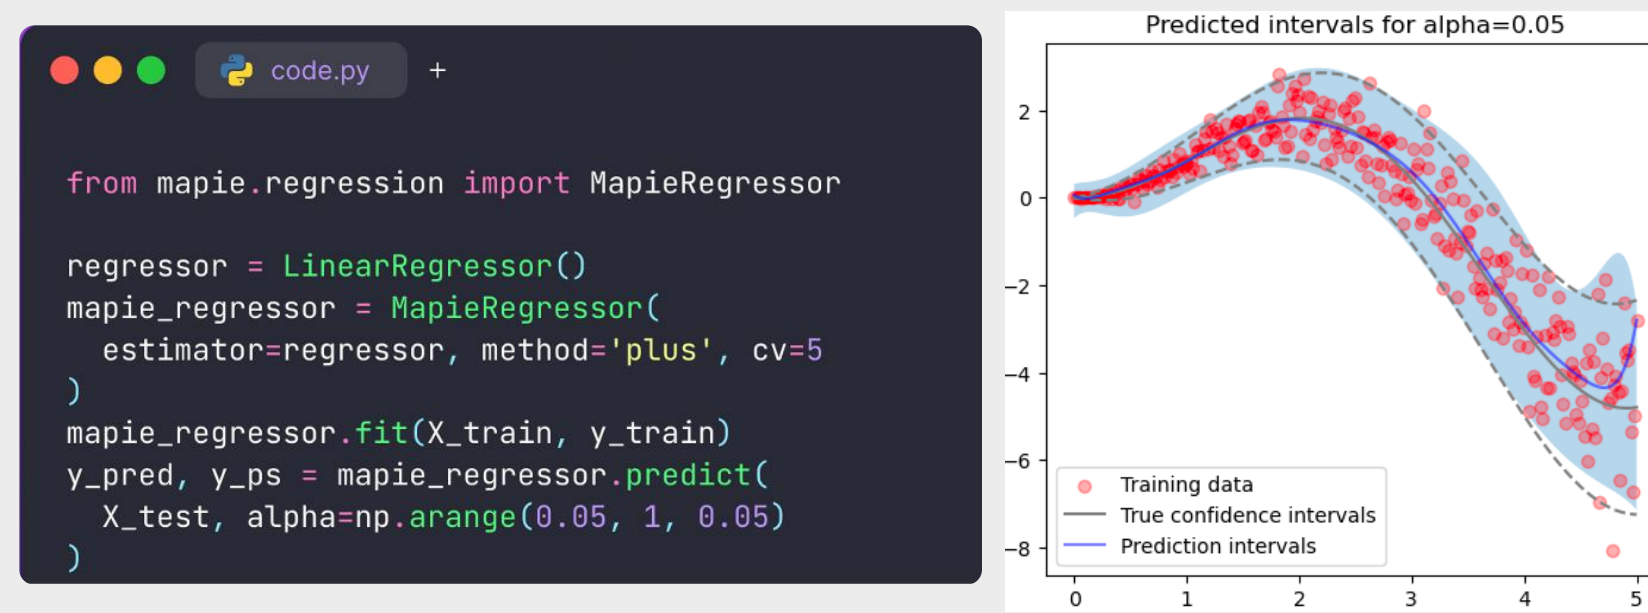 code.py +
from mapie.regression import MapieRegressor
regressor = LinearRegressor()
mapie_regressor = MapieRegressor(
estimator=regressor, method='plus', cv=5
)
mapie_regressor.fit(X_train, y_train)
y_pred, y_ps = mapie_regressor.predict(
X_test, alpha=np.arange(0.05, 1, 0.05)
)
Predicted intervals for alpha=0.05
2
0
−2
−4
−6
−8
Training data
True confidence intervals
Prediction intervals
0 1 2 3 4 5